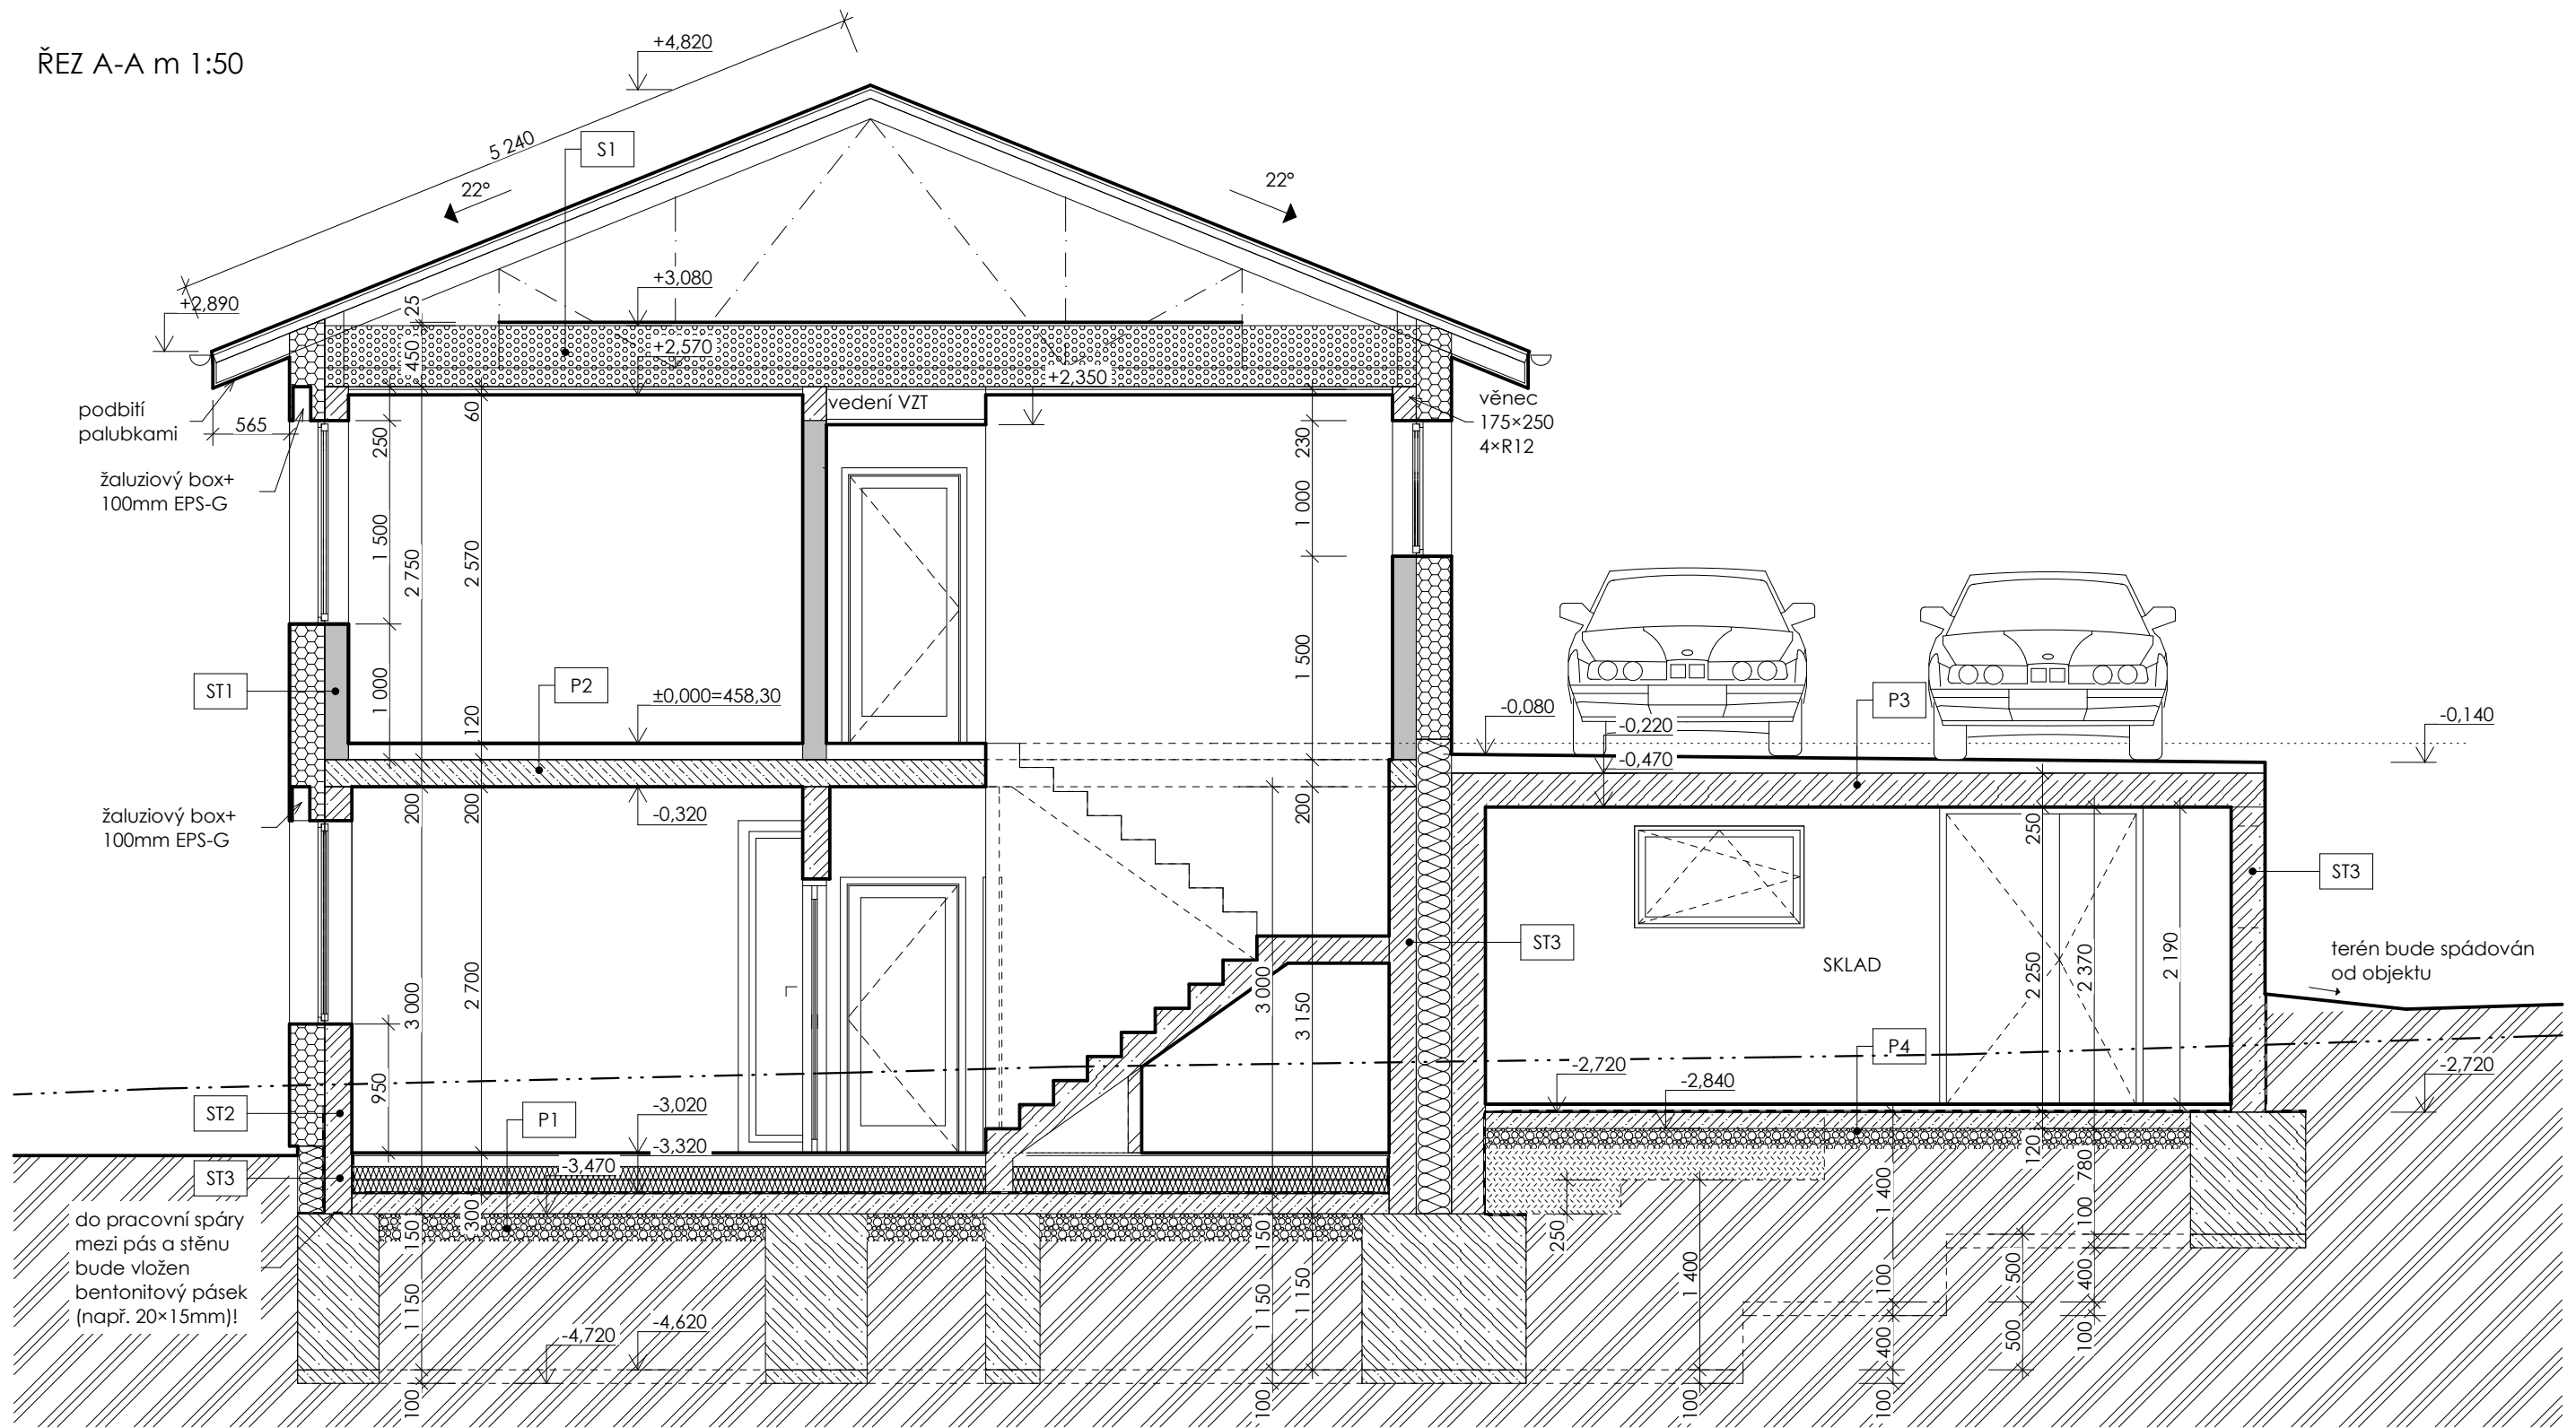 ŘEZ A-A m 1:50
+4,820
5 240
S1
22°
22°
+3,080
+2,890
25
450
+2,570
+2,350
vedení VZT
podbití
palubkami
565
žaluziový box+
100mm EPS-G
věnec
175×250
4×R12
60
250
230
1 500
2 750
2 570
1 000
1 000
1 500
120
ST1
P2
±0,000=458,30
-0,080
-0,220
P3
-0,140
-0,470
žaluziový box+
100mm EPS-G
200
200
-0,320
200
250
ST3
ST3
SKLAD
terén bude spádován
od objektu
3 000
2 700
3 000
3 150
2 250
2 370
2 190
950
P4
-2,720
-2,840
-2,720
ST2
P1
-3,020
-3,320
-3,470
ST3
120
780
do pracovní spáry
mezi pás a stěnu
bude vložen
bentonitový pásek
(např. 20×15mm)!
150
300
150
150
250
1 400
1 400
100
100
500
400
1 150
1 150
1 150
-4,720
-4,620
400
500
100
100
100
100
100